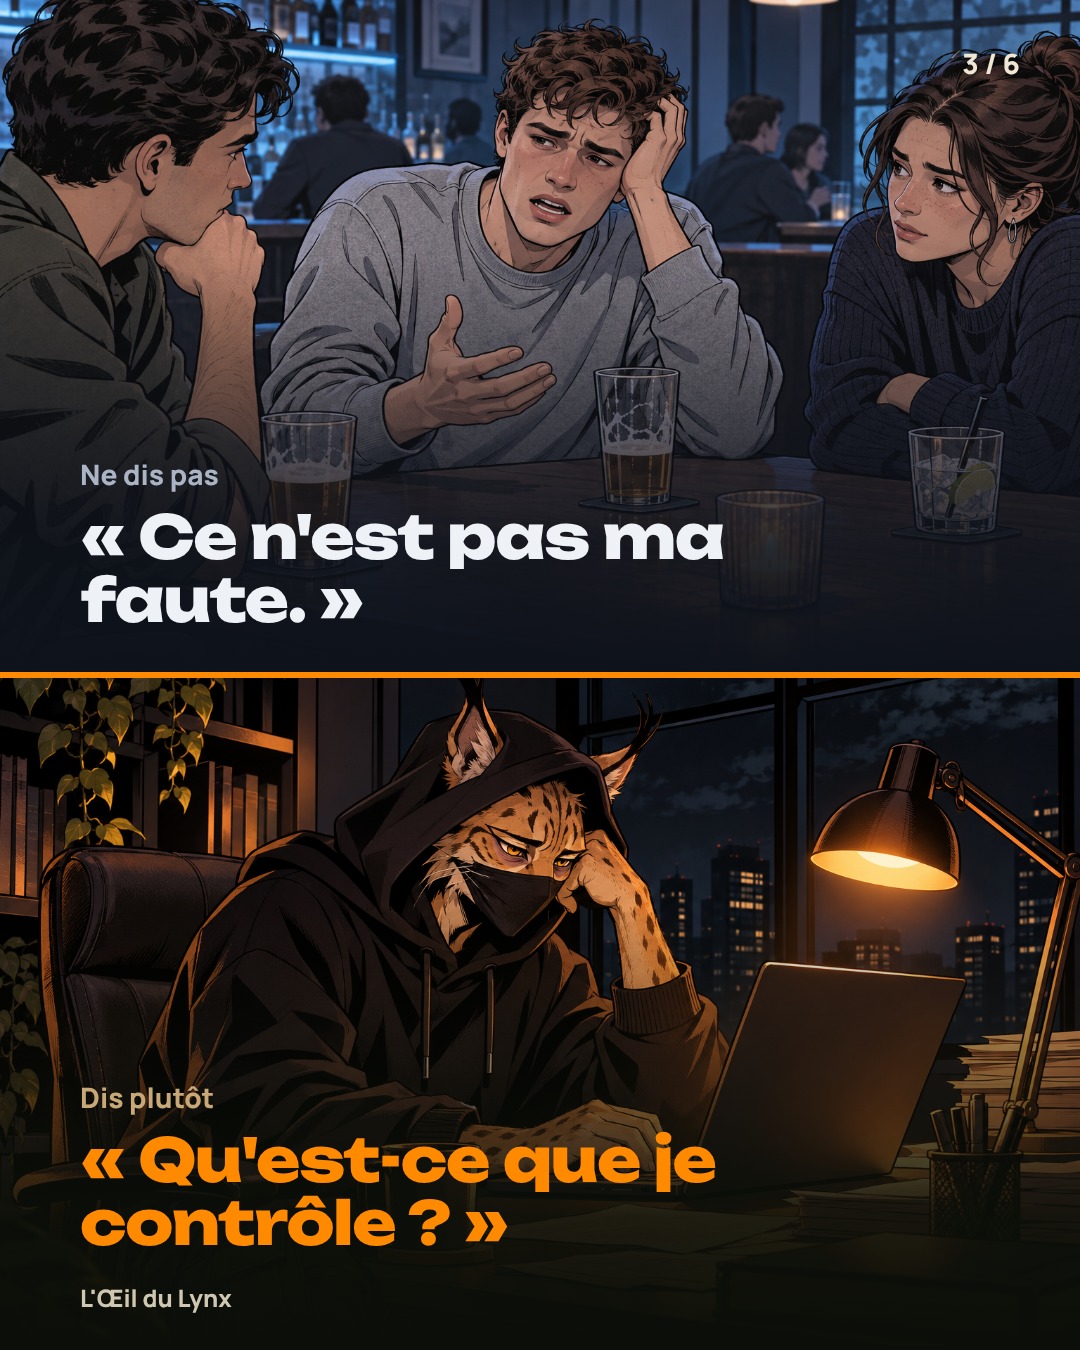 3 / 6
Ne dis pas
« Ce n'est pas ma
faute. »
Dis plutôt
« Qu'est-ce que je
contrôle ? »
L'Œil du Lynx